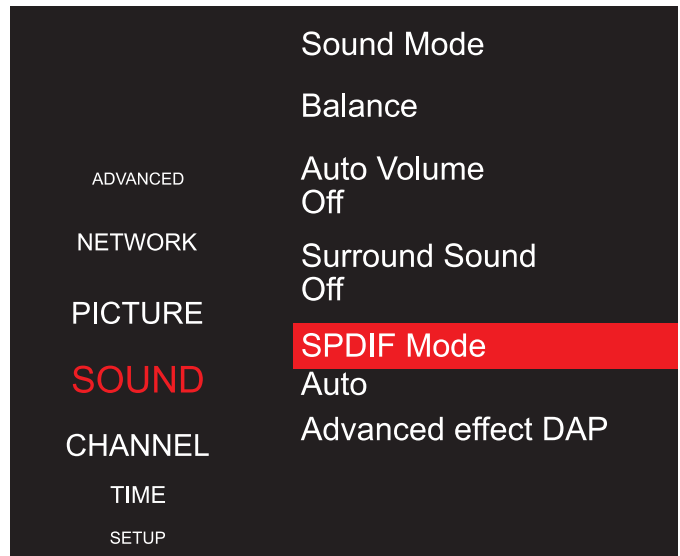 ADVANCED
NETWORK
PICTURE
SOUND
CHANNEL
TIME
SETUP
Sound Mode
Balance
Auto Volume
Off
Surround Sound
Off
SPDIF Mode
Auto
Advanced effect DAP